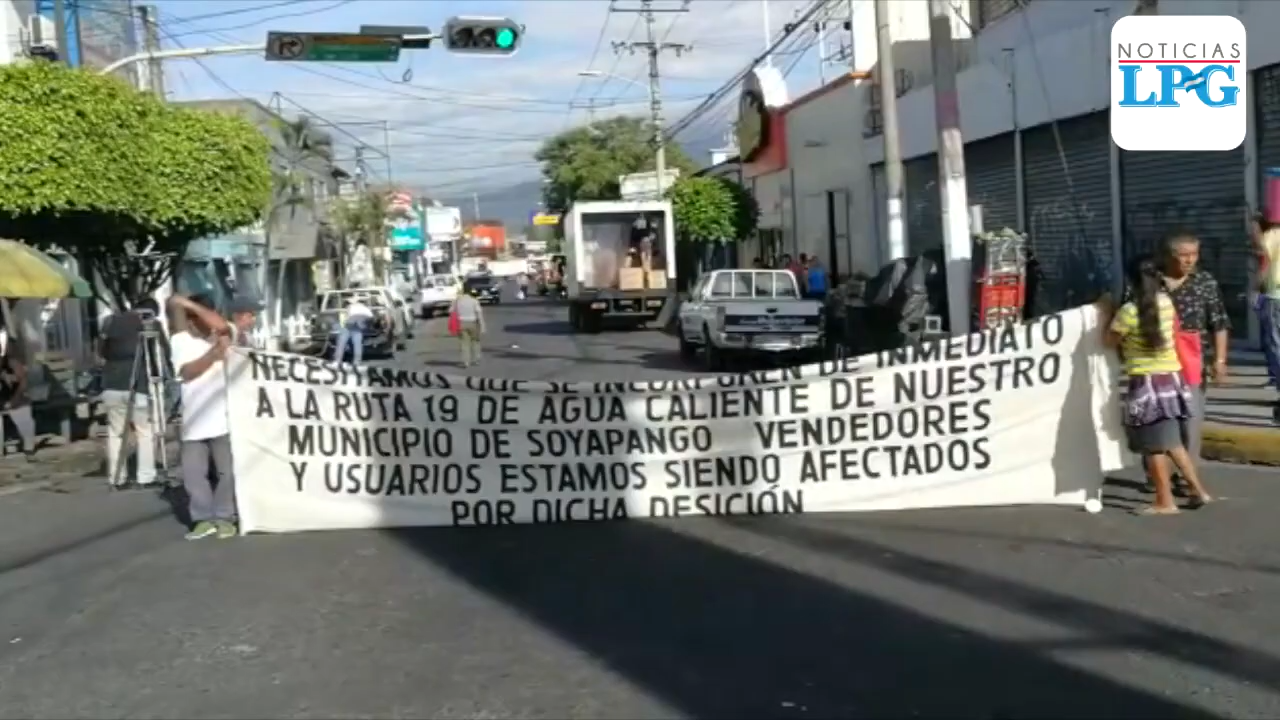 NOTICIAS
LPG
NECESITAMOS QUE SE INCORPOREN DE INMEDIATO
A LA RUTA 19 DE AGUA CALIENTE DE NUESTRO
MUNICIPIO DE SOYAPANGO VENDEDORES
Y USUARIOS ESTAMOS SIENDO AFECTADOS
POR DICHA DESICIÓN